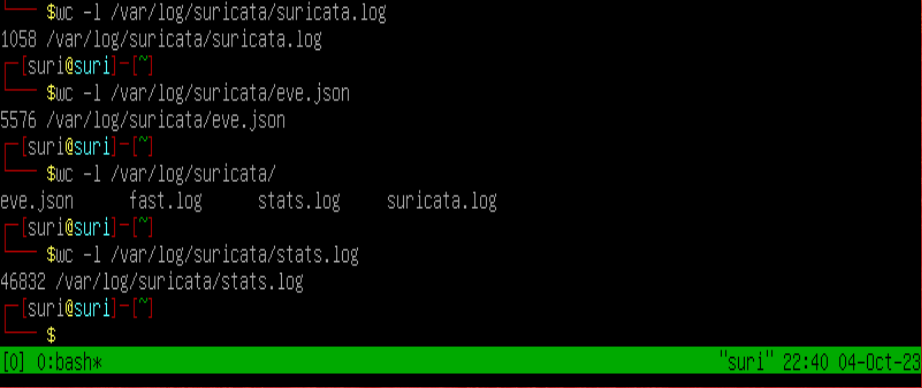 └──╼ $wc -l /var/log/suricata/suricata.log
1058 /var/log/suricata/suricata.log
┌─[suri@suri]─[~]
└──╼ $wc -l /var/log/suricata/eve.json
5576 /var/log/suricata/eve.json
┌─[suri@suri]─[~]
└──╼ $wc -l /var/log/suricata/
eve.json      fast.log      stats.log     suricata.log
┌─[suri@suri]─[~]
└──╼ $wc -l /var/log/suricata/stats.log
46832 /var/log/suricata/stats.log
┌─[suri@suri]─[~]
└──╼ $
[0] 0:bash* "suri" 22:40 04-Oct-23